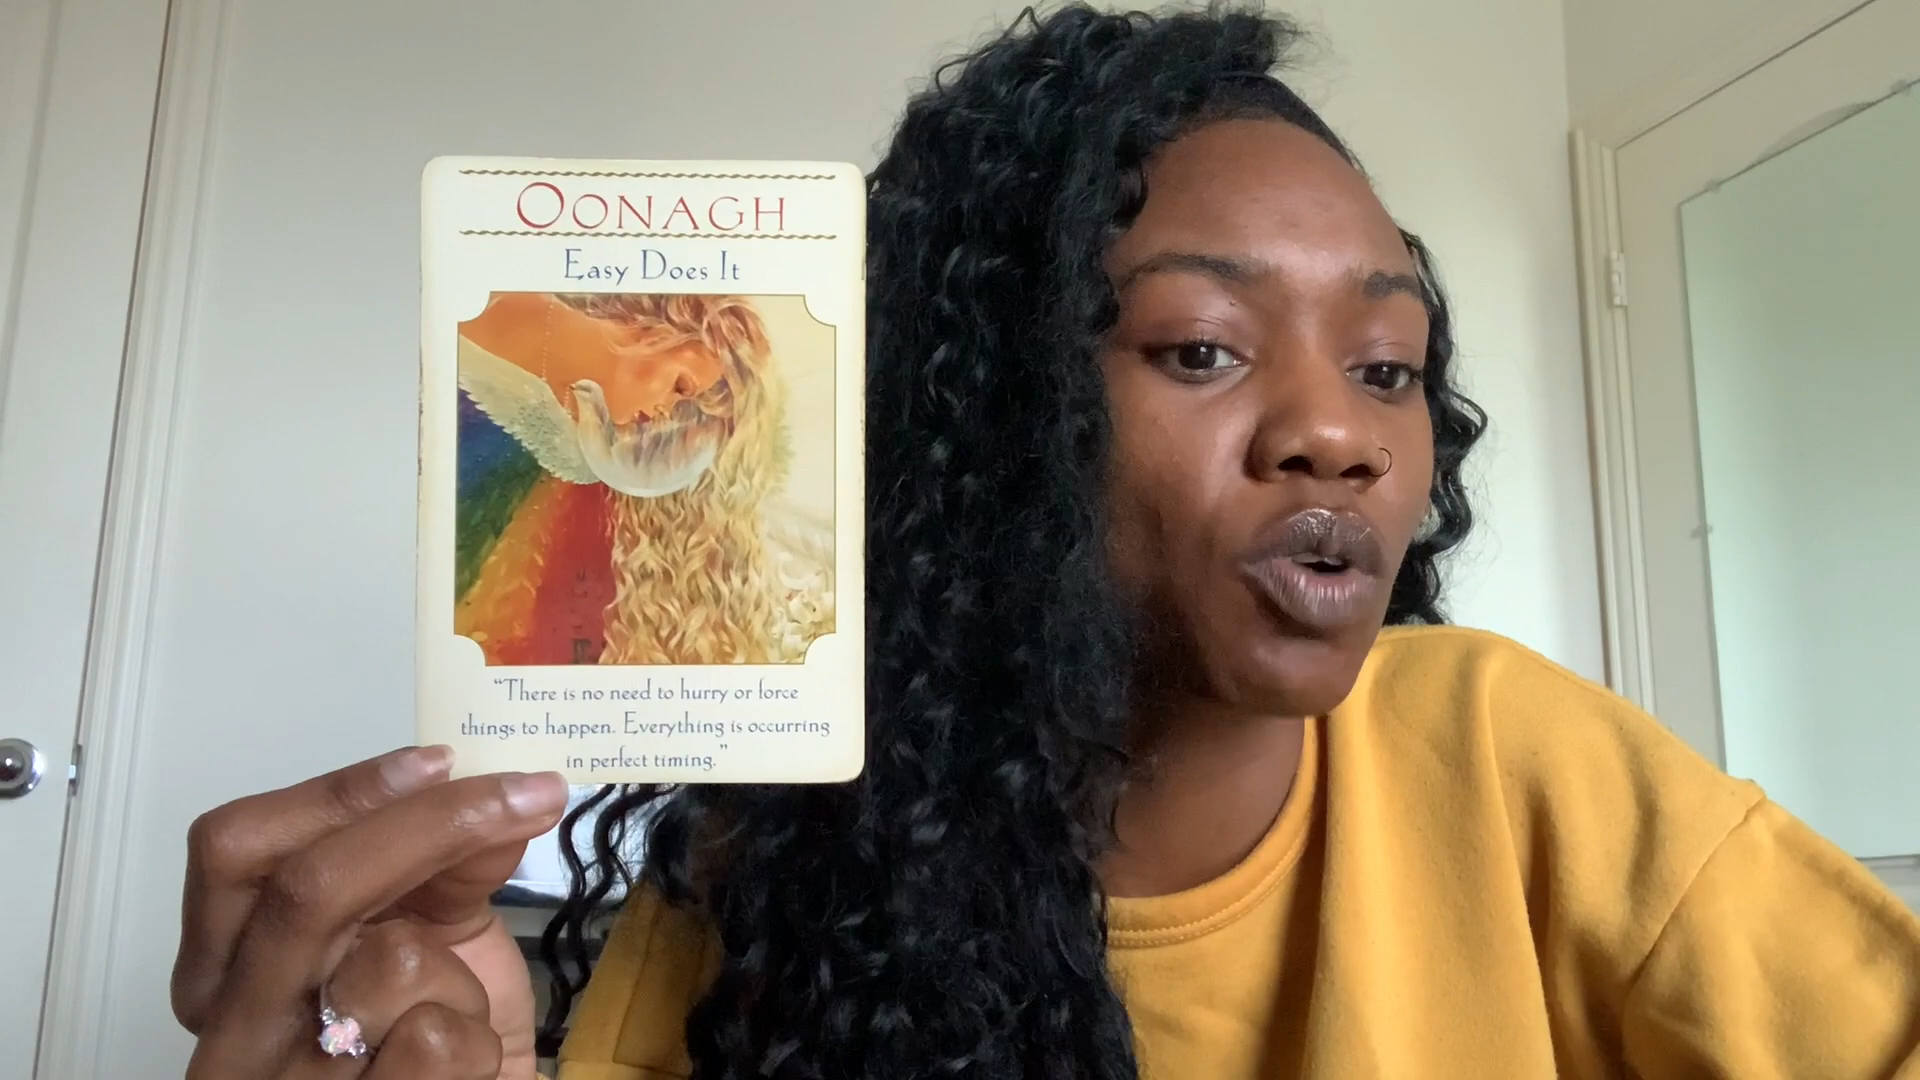 OONAGH
Easy Does It
“There is no need to hurry or force
things to happen. Everything is occurring
in perfect timing.”